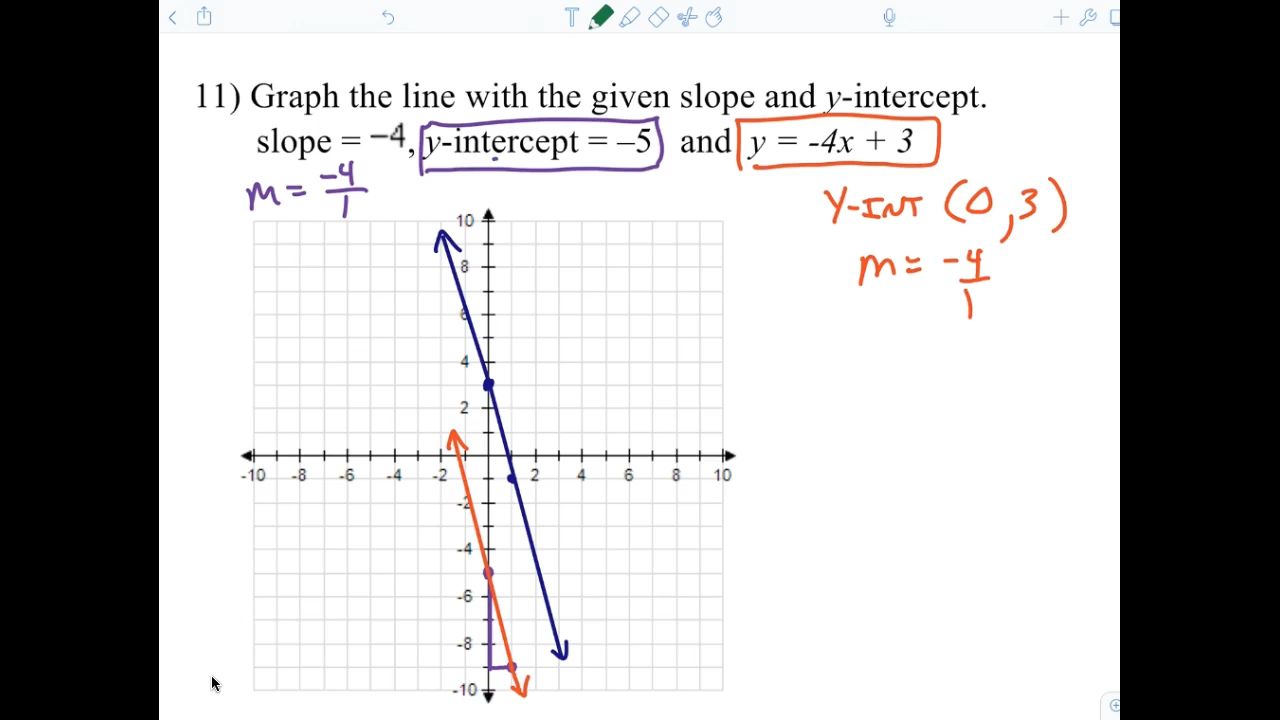 11) Graph the line with the given slope and y-intercept.
slope = −4, y-intercept = –5 and y = -4x + 3
m = -4/1
Y-INT (0,3)
m = -4/1
10
8
6
4
2
-10 -8 -6 -4 -2 2 4 6 8 10
-2
-4
-6
-8
-10